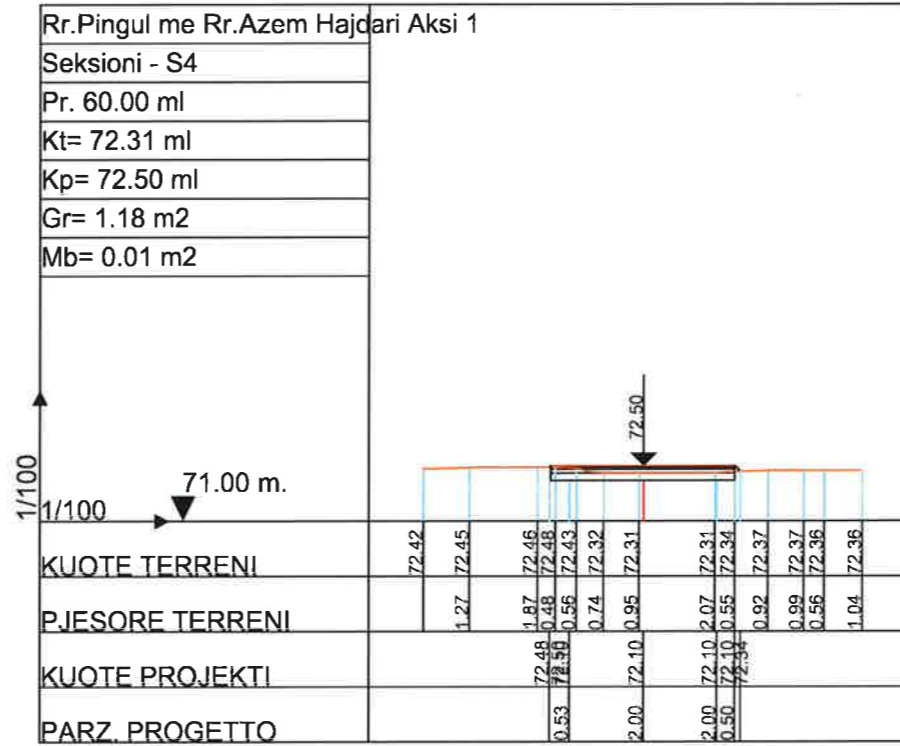 Rr.Pingul me Rr.Azem Hajdari Aksi 1
Seksioni - S4
Pr. 60.00 ml
Kt= 72.31 ml
Kp= 72.50 ml
Gr= 1.18 m2
Mb= 0.01 m2
72.50
1/100
71.00 m.
1/100
KUOTE TERRENI 72.42 72.45 72.46 72.48 72.43 72.32 72.31 72.31 72.34 72.37 72.37 72.36 72.36
PJESORE TERRENI 1.27 1.87 0.48 0.56 0.74 0.95 2.07 0.55 0.92 0.99 0.56 1.04
KUOTE PROJEKTI 72.48 72.10 72.10 72.10 72.34
PARZ. PROGETTO 0.53 2.00 2.00 0.50